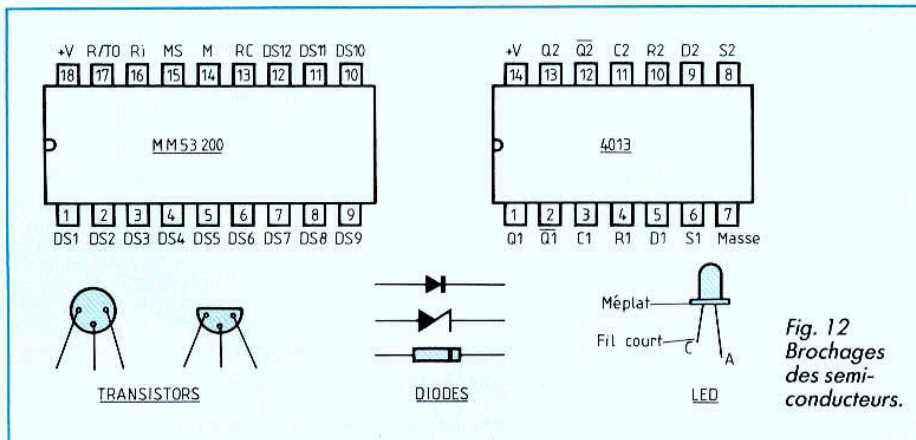 +V R/TO Ri MS M RC DS12 DS11 DS10
18 17 16 15 14 13 12 11 10
MM53200
1 2 3 4 5 6 7 8 9
DS1 DS2 DS3 DS4 DS5 DS6 DS7 DS8 DS9
+V Q2 Q̅2̅ C2 R2 D2 S2
14 13 12 11 10 9 8
4013
1 2 3 4 5 6 7
Q1 Q̅1̅ C1 R1 D1 S1 Masse
TRANSISTORS
DIODES
Méplat
Fil court
C
A
LED
Fig. 12
Brochages
des semi-
conducteurs.